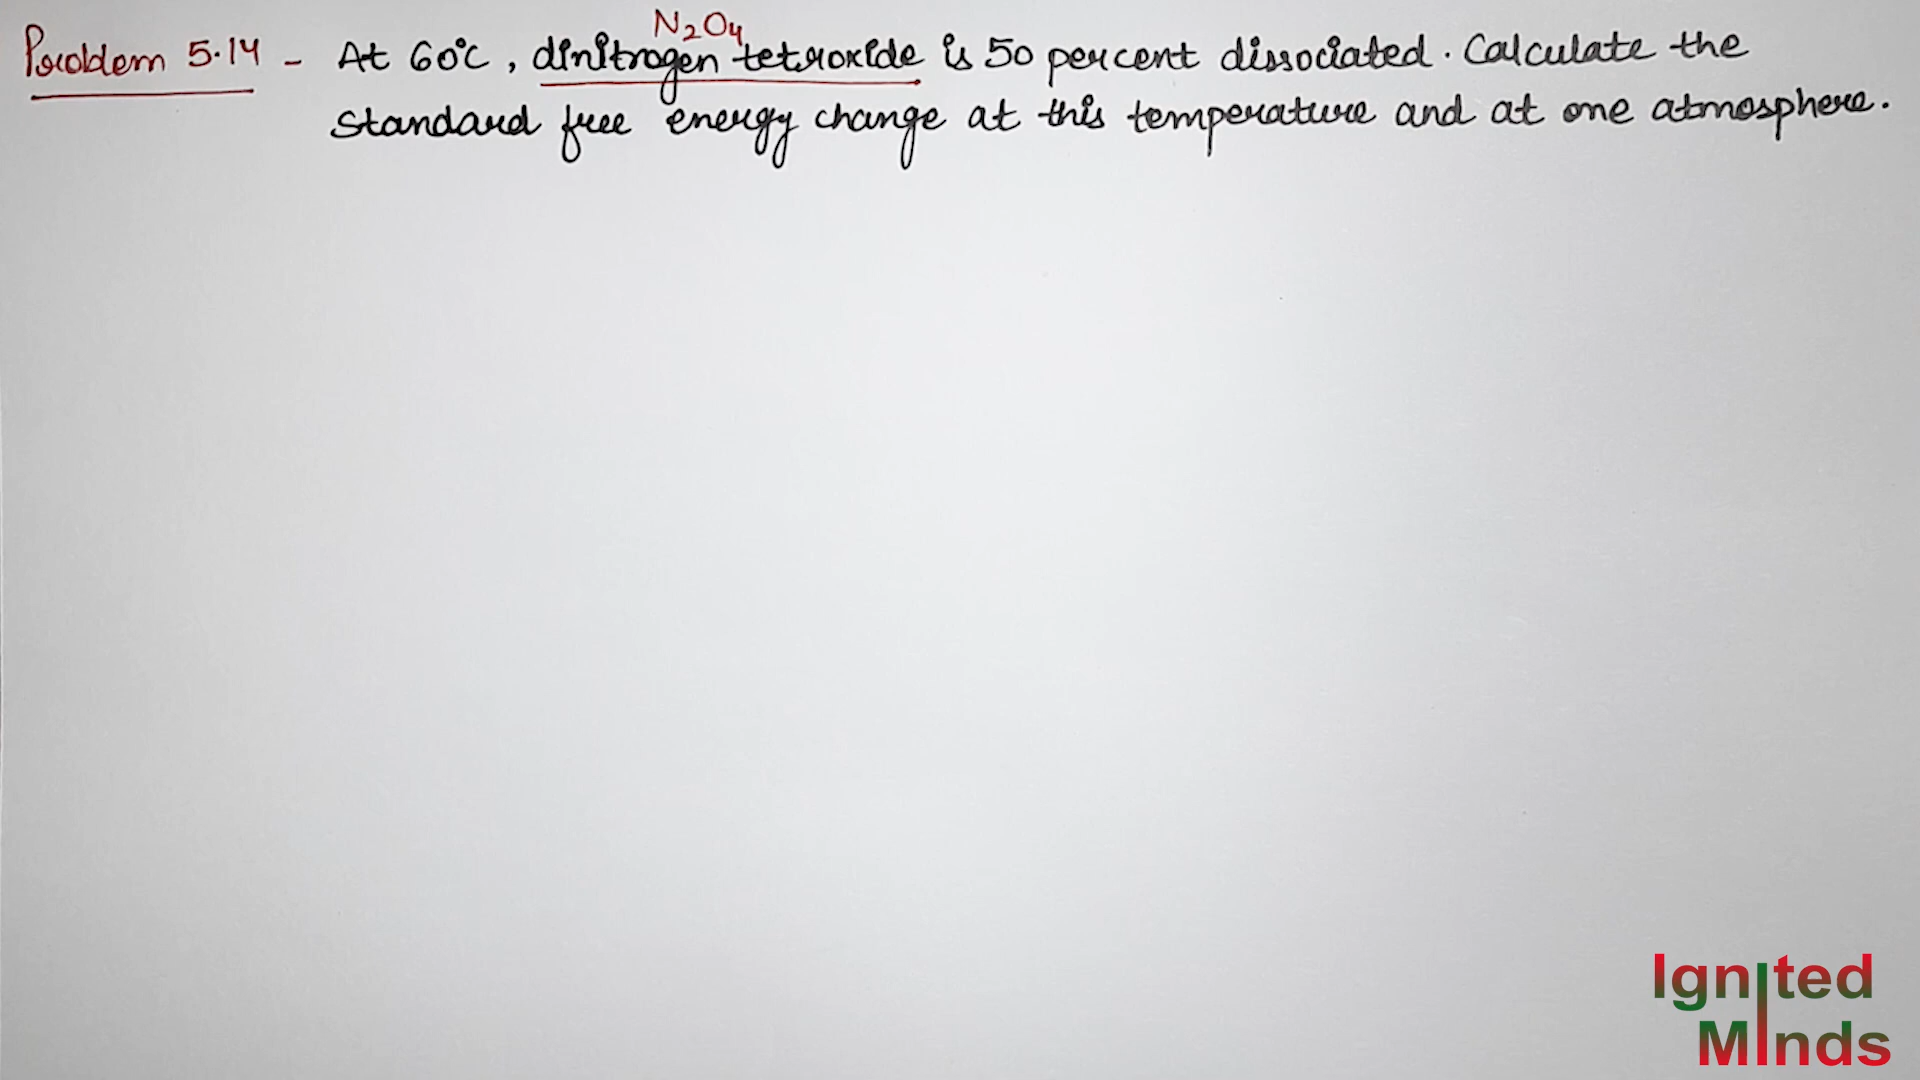 N₂O₄
Problem 5.14 - At 60°C, dinitrogen tetroxide is 50 percent dissociated. Calculate the
standard free energy change at this temperature and at one atmosphere.
Ignited
Minds